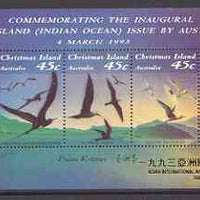 COMMEMORATING THE INAUGURAL
ISLAND (INDIAN OCEAN) ISSUE BY AUS
4 MARCH 1993
Christmas Island Christmas Island Christmas Island
Australia 45c Australia 45c Australia 45c
一九九三亞洲
ASIAN INTERNATIONAL